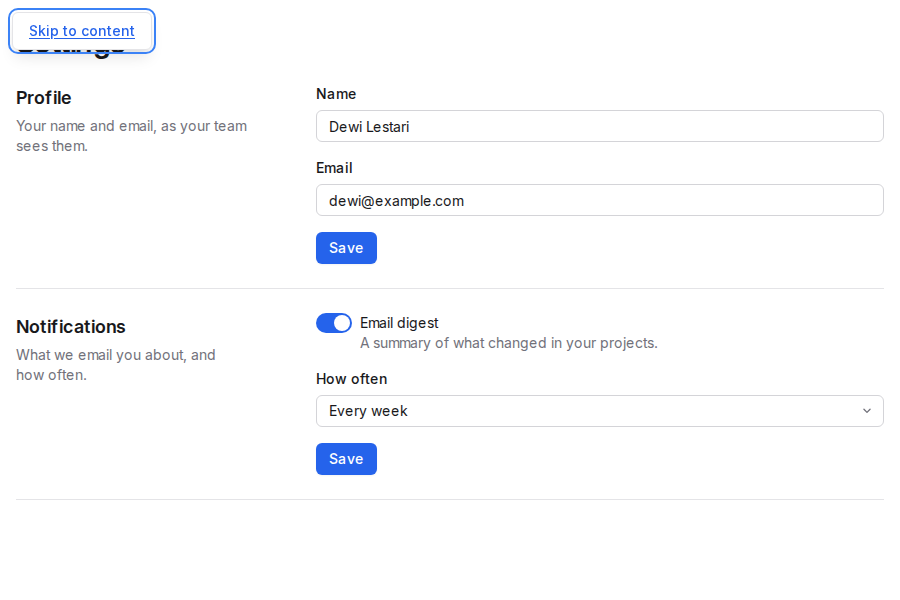 Skip to content
Profile
Your name and email, as your team
sees them.
Name
Dewi Lestari
Email
dewi@example.com
Save
Notifications
What we email you about, and
how often.
Email digest
A summary of what changed in your projects.
How often
Every week
Save